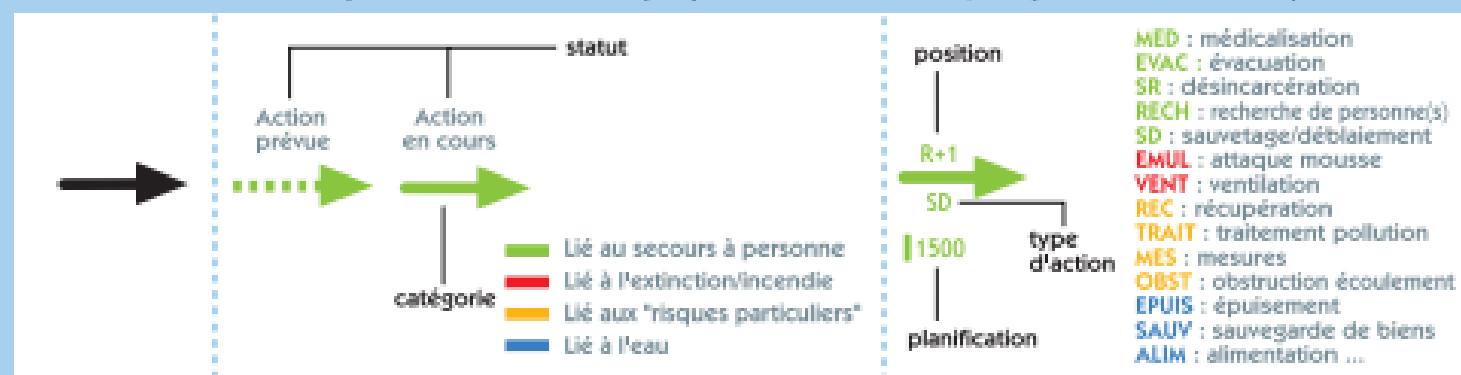 statut
Action
prévue
Action
en cours
catégorie
Lié au secours à personne
Lié à l'extinction/incendie
Lié aux "risques particuliers"
Lié à l'eau
position
R+1
SD
1500
type
d'action
planification
MED : médicalisation
EVAC : évacuation
SR : désincarcération
RECH : recherche de personne(s)
SD : sauvetage/déblaiement
EMUL : attaque mousse
VENT : ventilation
REC : récupération
TRAIT : traitement pollution
MES : mesures
OBST : obstruction écoulement
EPUIS : épuisement
SAUV : sauvegarde de biens
ALIM : alimentation ...